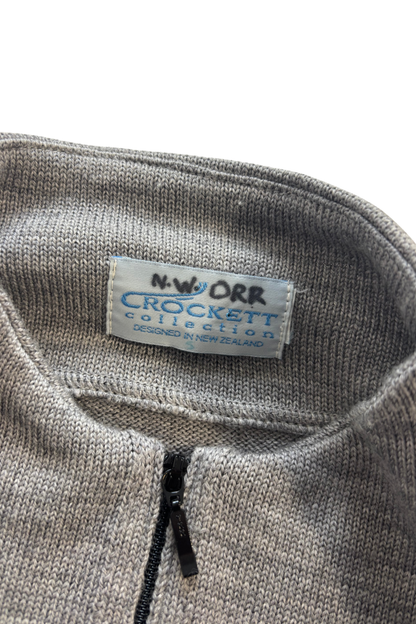 N.W. ORR
CROCKETT
collection
DESIGNED IN NEW ZEALAND
S